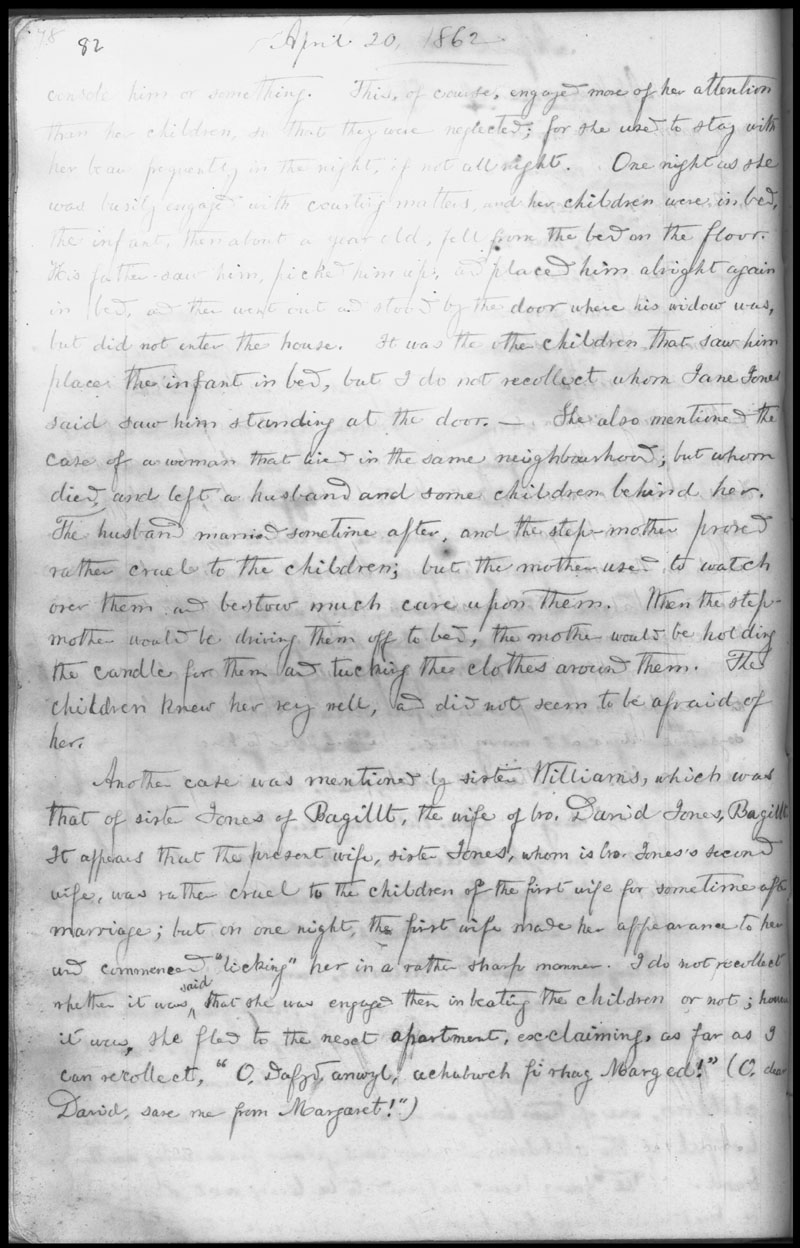 78 82 April 20, 1862
console him or something. This, of course, engaged more of her attention
than her children, so that they were neglected; for she used to stay with
her beau frequently in the night, if not all night. One night as she
was busily engaged with courting matters, and her children were in bed,
the infant, then about a year old, fell from the bed on the floor.
His father saw him, picked him up; and placed him alright again
in bed, and then went out and stood by the door where his widow was,
but did not enter the house. It was the other children that saw him
place the infant in bed, but I do not recollect whom Jane Jones
said saw him standing at the door. — She also mentioned the
case of a woman that lived in the same neighbourhood; but whom
died, and left a husband and some children behind her.
The husband married sometime after, and the step-mother proved
rather cruel to the children; but the mother used to watch
over them and bestow much care upon them. When the step-
mother would be driving them off to bed, the mother would be holding
the candle for them and tucking the clothes around them. The
children knew her very well, and did not seem to be afraid of
her.
Another case was mentioned by sister Williams, which was
that of sister Jones of Bagillt, the wife of bro. David Jones, Bagillt
It appears that the present wife, sister Jones, whom is bro. Jones's second
wife, was rather cruel to the children of the first wife for sometime aft
marriage; but on one night, the first wife made her appearance to her
and commenced "licking" her in a rather sharp manner. I do not recollect
whether it was said that she was engaged then in beating the children or not; howe
it was, she fled to the next apartment, exclaiming, as far as I
can recollect, "O, Dafydd anwyl, achubwch fi rhag Marged!" (O, dear
David, save me from Margaret!")